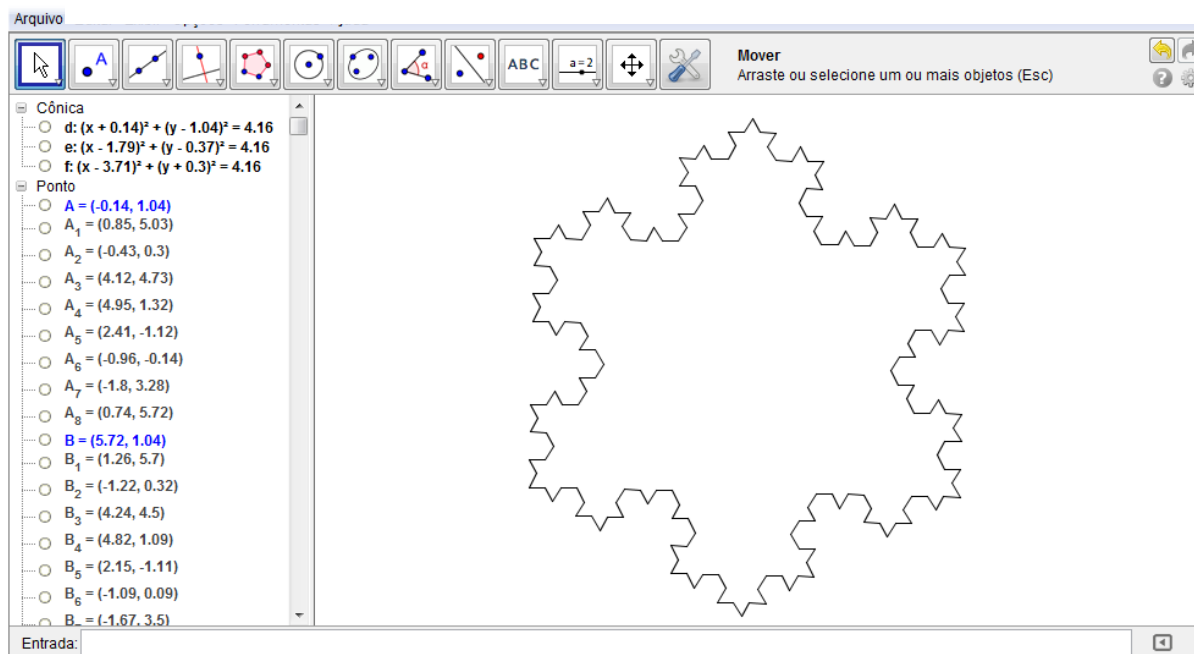 Arquivo
ABC
a=2
α
A
Mover
Arraste ou selecione um ou mais objetos (Esc)
Cônica
d: (x + 0.14)² + (y - 1.04)² = 4.16
e: (x - 1.79)² + (y - 0.37)² = 4.16
f: (x - 3.71)² + (y + 0.3)² = 4.16
Ponto
A = (-0.14, 1.04)
A₁ = (0.85, 5.03)
A₂ = (-0.43, 0.3)
A₃ = (4.12, 4.73)
A₄ = (4.95, 1.32)
A₅ = (2.41, -1.12)
A₆ = (-0.96, -0.14)
A₇ = (-1.8, 3.28)
A₈ = (0.74, 5.72)
B = (5.72, 1.04)
B₁ = (1.26, 5.7)
B₂ = (-1.22, 0.32)
B₃ = (4.24, 4.5)
B₄ = (4.82, 1.09)
B₅ = (2.15, -1.11)
B₆ = (-1.09, 0.09)
= (-1.67, 3.5)
Entrada: